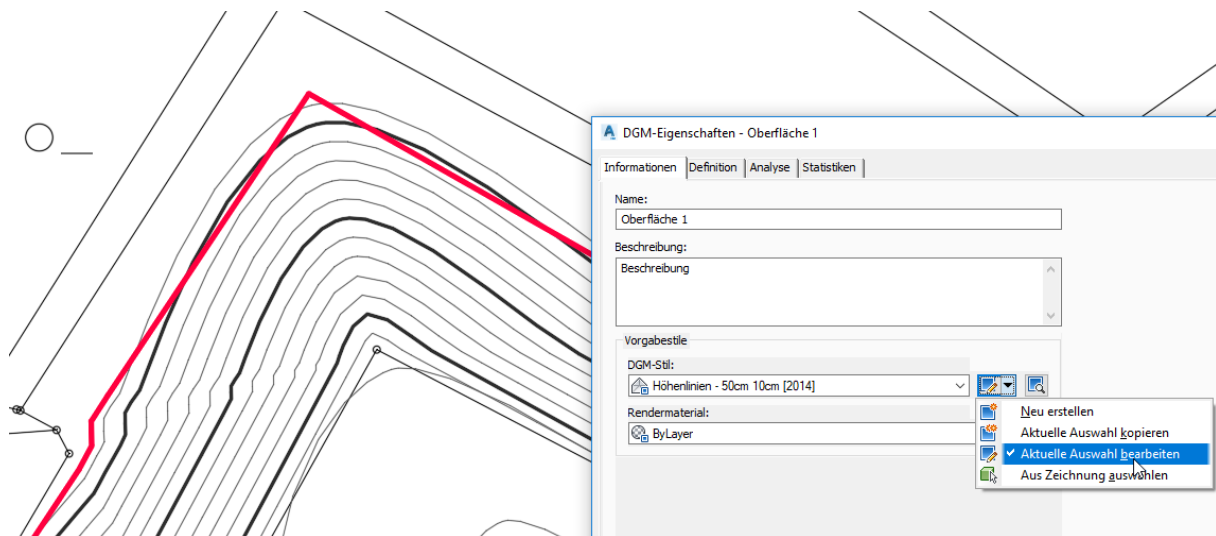 DGM-Eigenschaften - Oberfläche 1
Informationen Definition Analyse Statistiken
Name:
Oberfläche 1
Beschreibung:
Beschreibung
Vorgabestile
DGM-Stil:
Höhenlinien - 50cm 10cm [2014]
Rendermaterial:
ByLayer
Neu erstellen
Aktuelle Auswahl kopieren
Aktuelle Auswahl bearbeiten
Aus Zeichnung auswählen